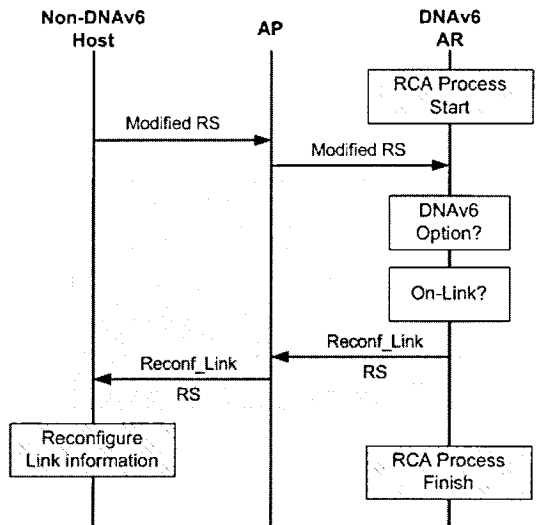 Non-DNAv6
Host
AP
DNAv6
AR
RCA Process
Start
Modified RS
Modified RS
DNAv6
Option?
On-Link?
Reconf_Link
RS
Reconf_Link
RS
Reconfigure
Link information
RCA Process
Finish